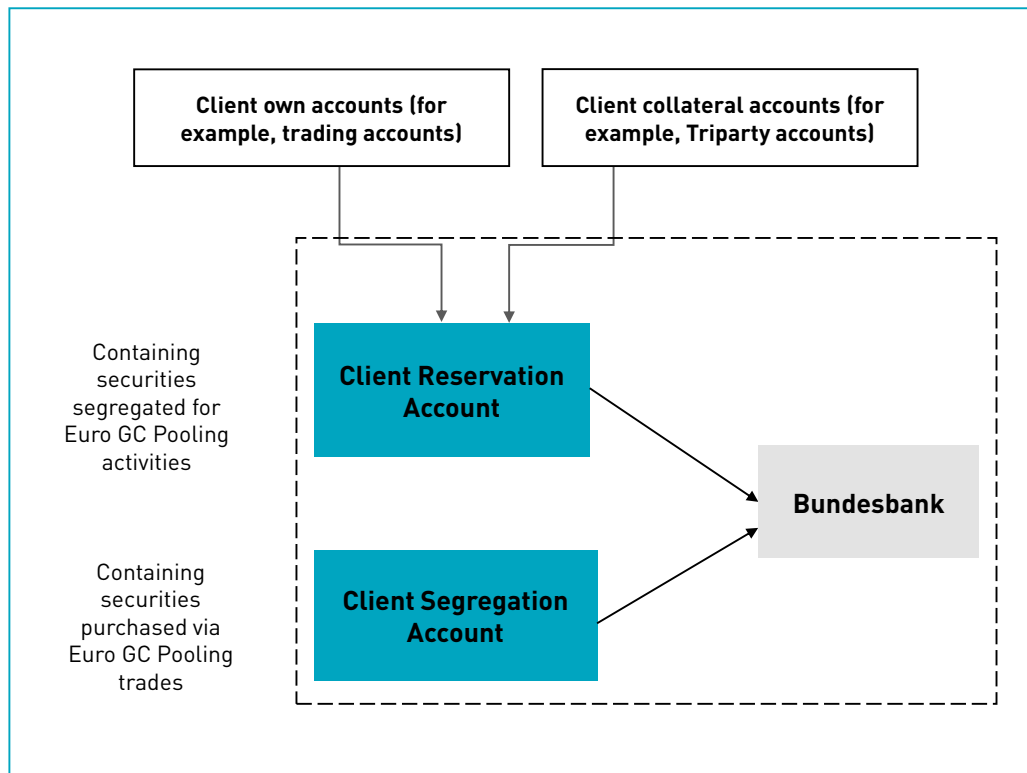 Client own accounts (for
example, trading accounts)
Client collateral accounts (for
example, Triparty accounts)
Containing
securities
segregated for
Euro GC Pooling
activities
Client Reservation
Account
Bundesbank
Containing
securities
purchased via
Euro GC Pooling
trades
Client Segregation
Account